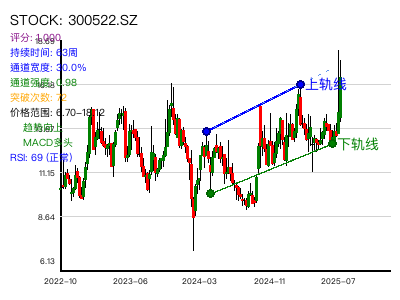 STOCK: 300522.SZ
评分: 1.000
持续时间: 63周
通道宽度: 30.0%
通道强度: 0.98
突破次数: 72
价格范围: 6.70-18.12
趋势向上
MACD多头
RSI: 69 (正常)
上轨线
下轨线
11.15
8.64
6.13
2022-10
2023-06
2024-03
2024-11
2025-07